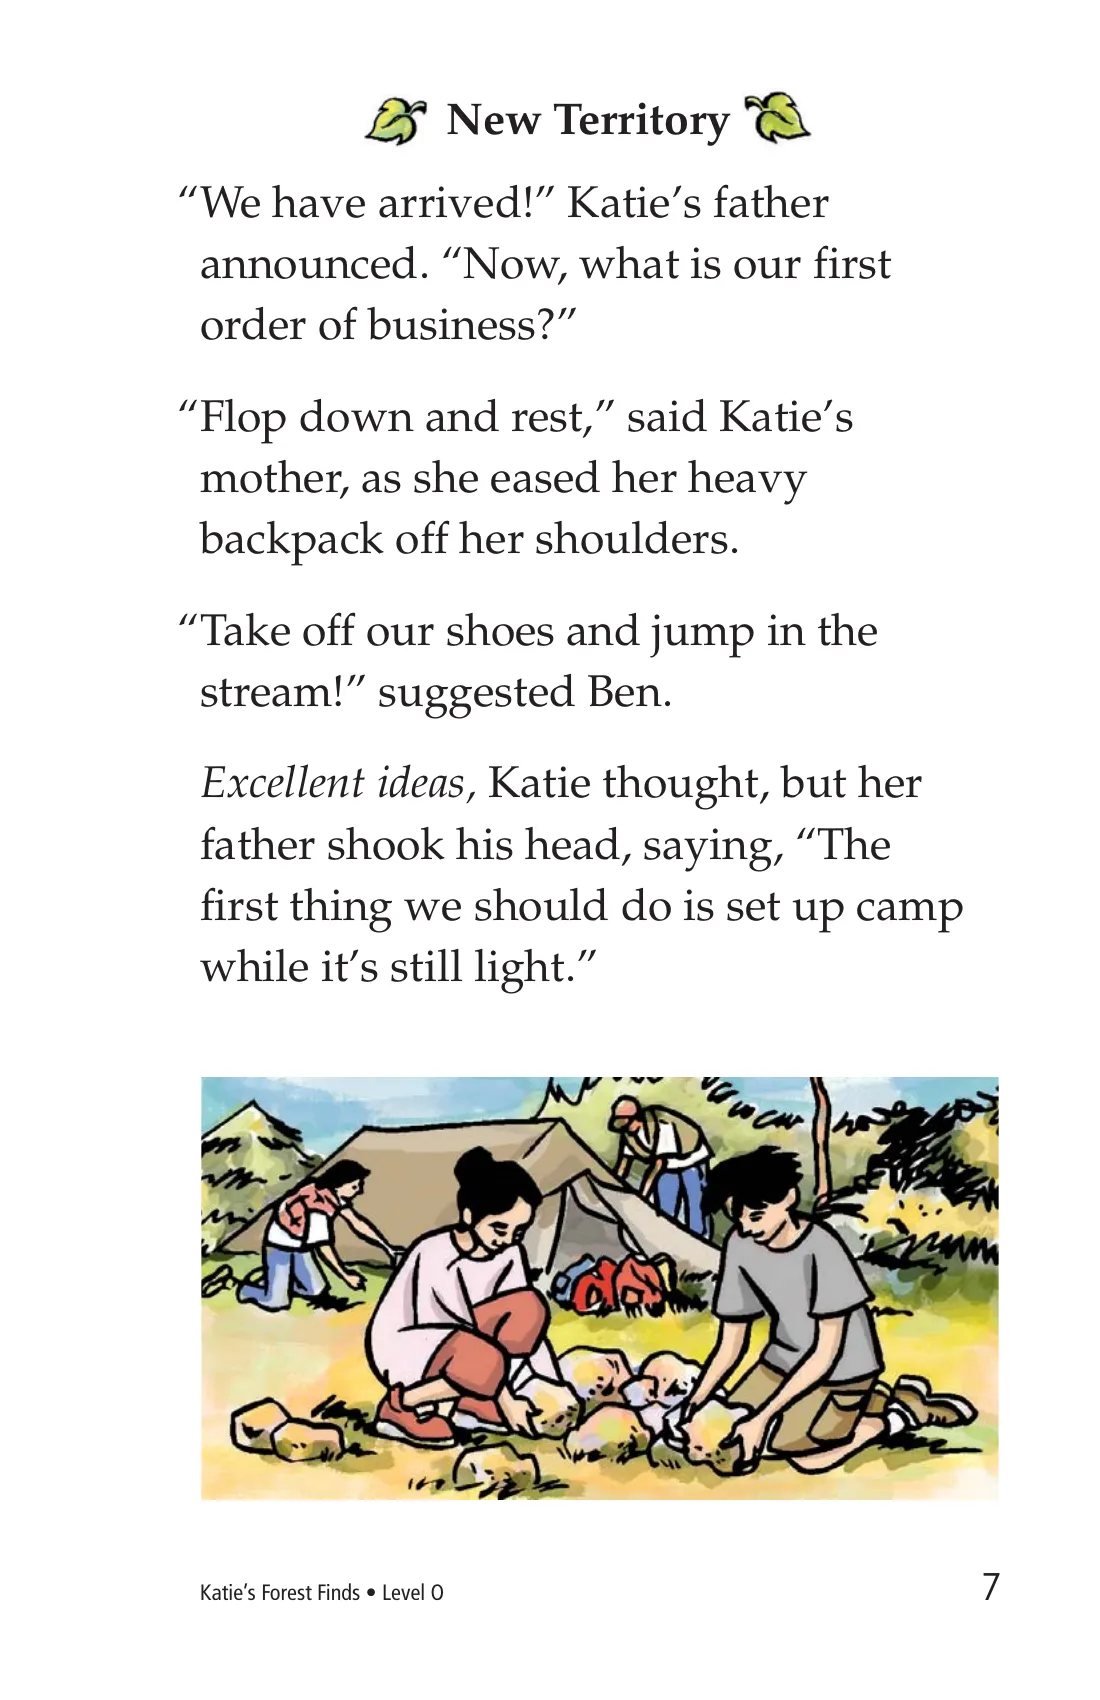 New Territory
“We have arrived!” Katie’s father
announced. “Now, what is our first
order of business?”
“Flop down and rest,” said Katie’s
mother, as she eased her heavy
backpack off her shoulders.
“Take off our shoes and jump in the
stream!” suggested Ben.
Excellent ideas, Katie thought, but her
father shook his head, saying, “The
first thing we should do is set up camp
while it’s still light.”
Katie’s Forest Finds • Level O
7